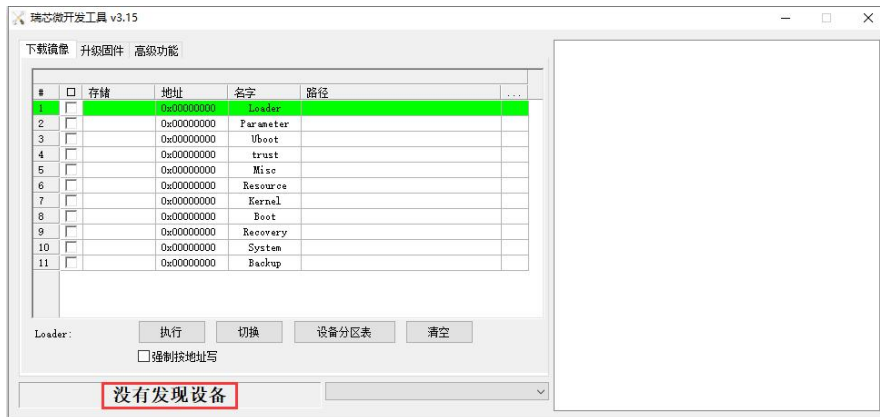 瑞芯微开发工具 v3.15
下载镜像 升级固件 高级功能
# 存储 地址 名字 路径 ...
1 0x00000000 Loader
2 0x00000000 Parameter
3 0x00000000 Uboot
4 0x00000000 trust
5 0x00000000 Misc
6 0x00000000 Resource
7 0x00000000 Kernel
8 0x00000000 Boot
9 0x00000000 Recovery
10 0x00000000 System
11 0x00000000 Backup
Loader: 执行 切换 设备分区表 清空
强制按地址写
没有发现设备